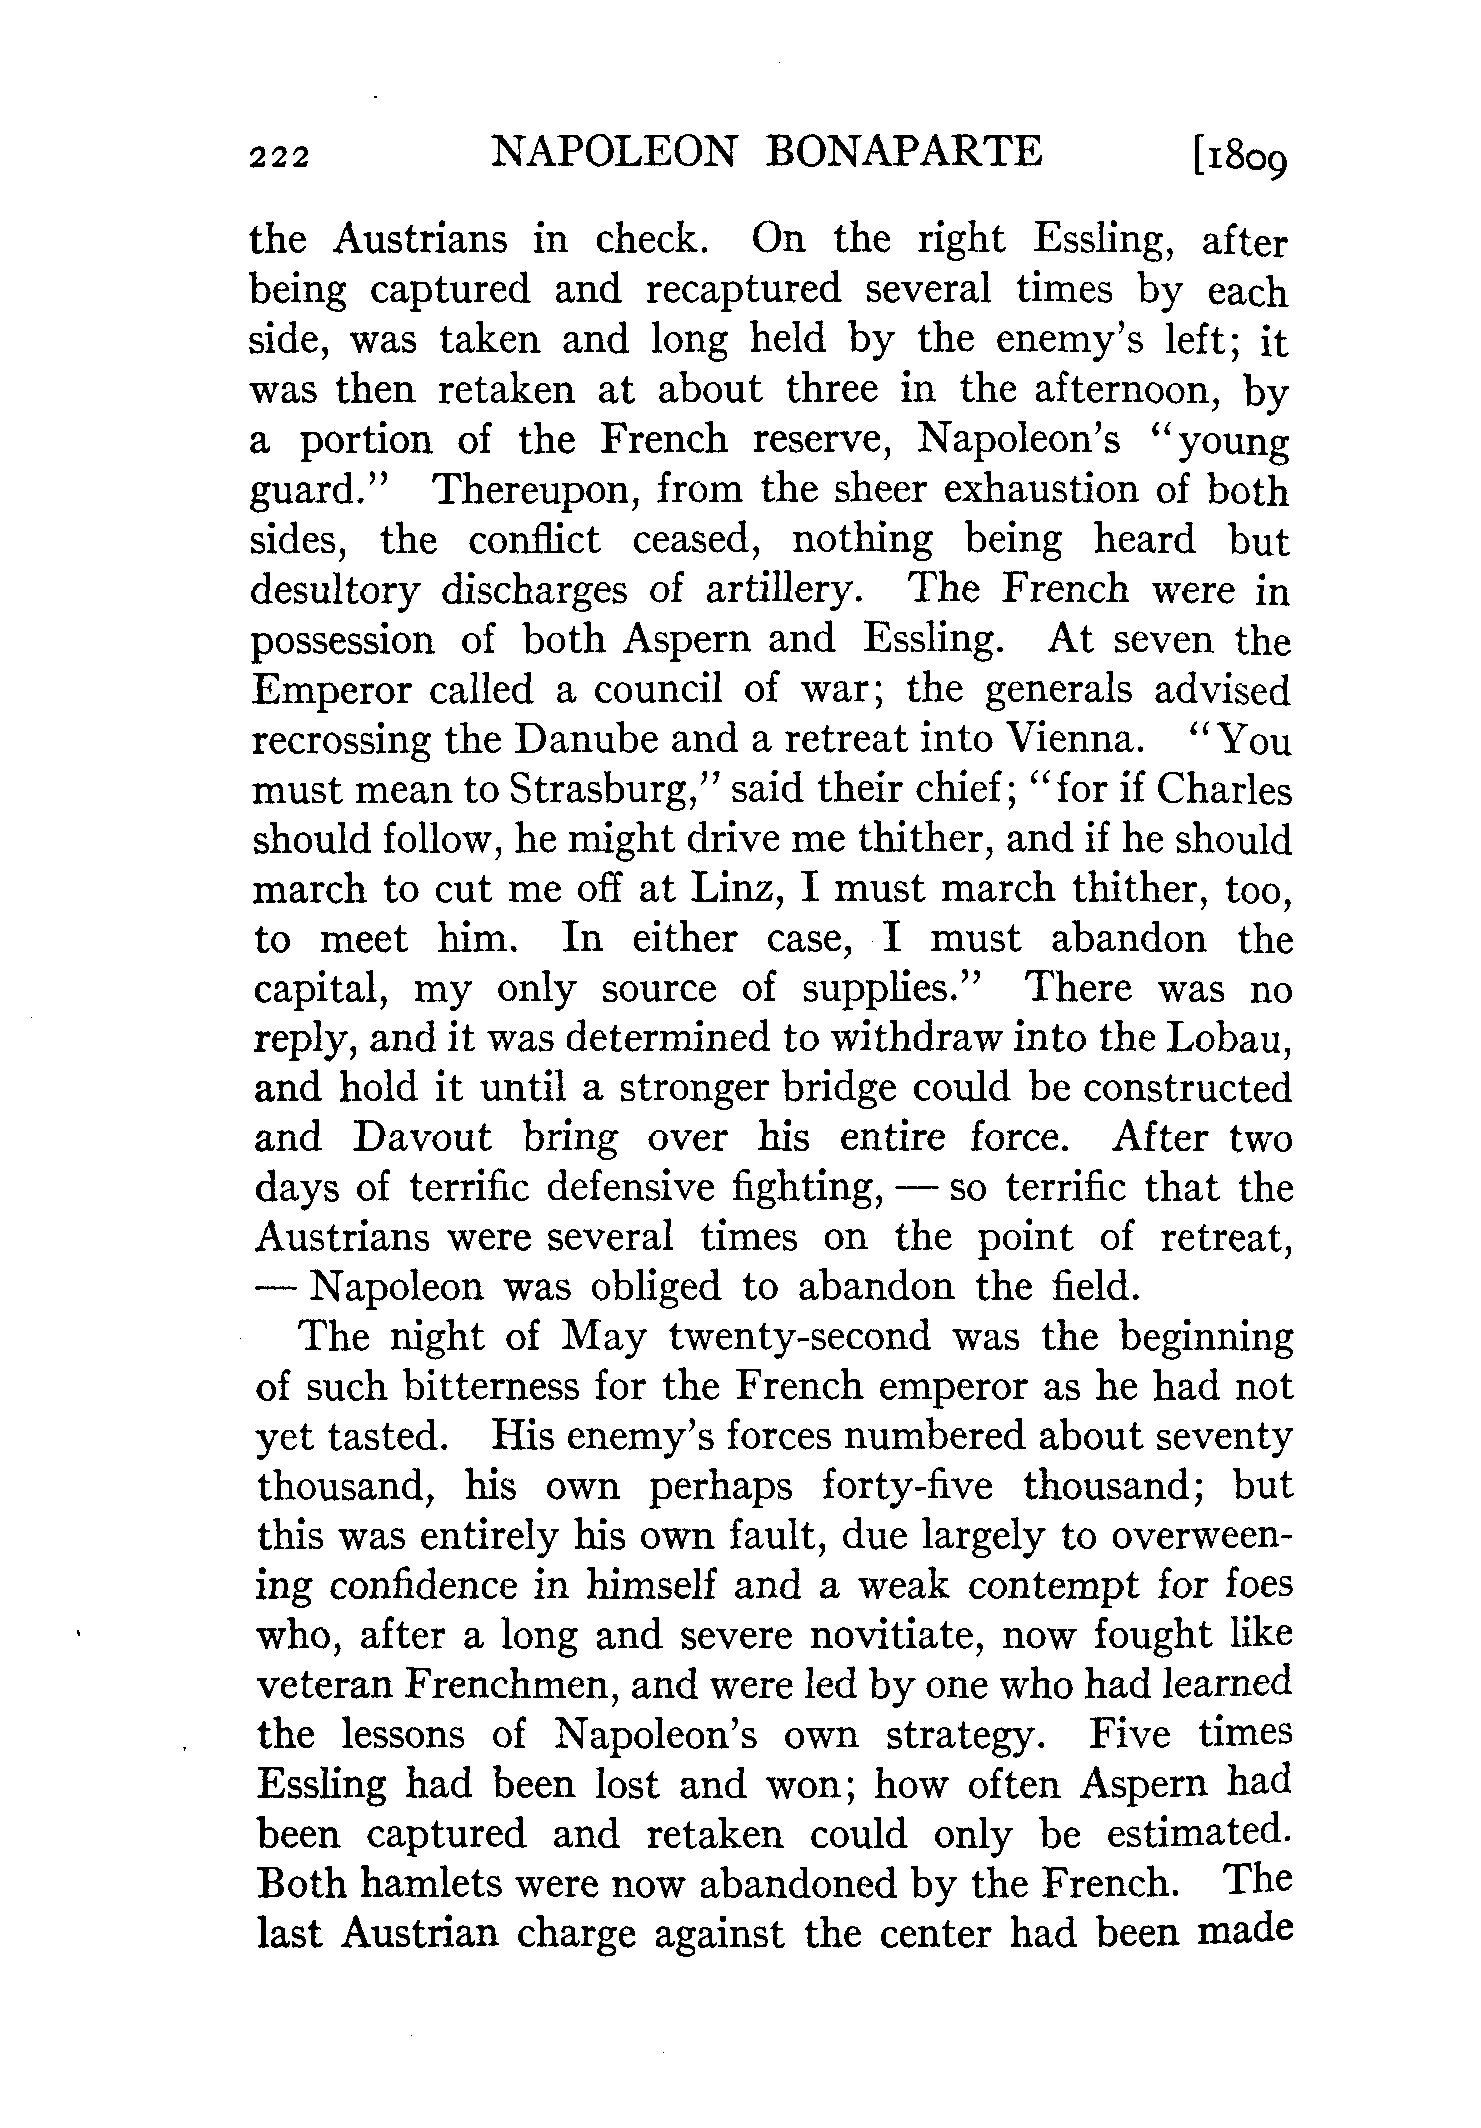 222 NAPOLEON BONAPARTE [1809
the Austrians in check. On the right Essling, after
being captured and recaptured several times by each
side, was taken and long held by the enemy's left; it
was then retaken at about three in the afternoon, by
a portion of the French reserve, Napoleon's "young
guard." Thereupon, from the sheer exhaustion of both
sides, the conflict ceased, nothing being heard but
desultory discharges of artillery. The French were in
possession of both Aspern and Essling. At seven the
Emperor called a council of war; the generals advised
recrossing the Danube and a retreat into Vienna. "You
must mean to Strasburg," said their chief; "for if Charles
should follow, he might drive me thither, and if he should
march to cut me off at Linz, I must march thither, too,
to meet him. In either case, I must abandon the
capital, my only source of supplies." There was no
reply, and it was determined to withdraw into the Lobau,
and hold it until a stronger bridge could be constructed
and Davout bring over his entire force. After two
days of terrific defensive fighting, — so terrific that the
Austrians were several times on the point of retreat,
— Napoleon was obliged to abandon the field.
The night of May twenty-second was the beginning
of such bitterness for the French emperor as he had not
yet tasted. His enemy's forces numbered about seventy
thousand, his own perhaps forty-five thousand; but
this was entirely his own fault, due largely to overween-
ing confidence in himself and a weak contempt for foes
who, after a long and severe novitiate, now fought like
veteran Frenchmen, and were led by one who had learned
the lessons of Napoleon's own strategy. Five times
Essling had been lost and won; how often Aspern had
been captured and retaken could only be estimated.
Both hamlets were now abandoned by the French. The
last Austrian charge against the center had been made